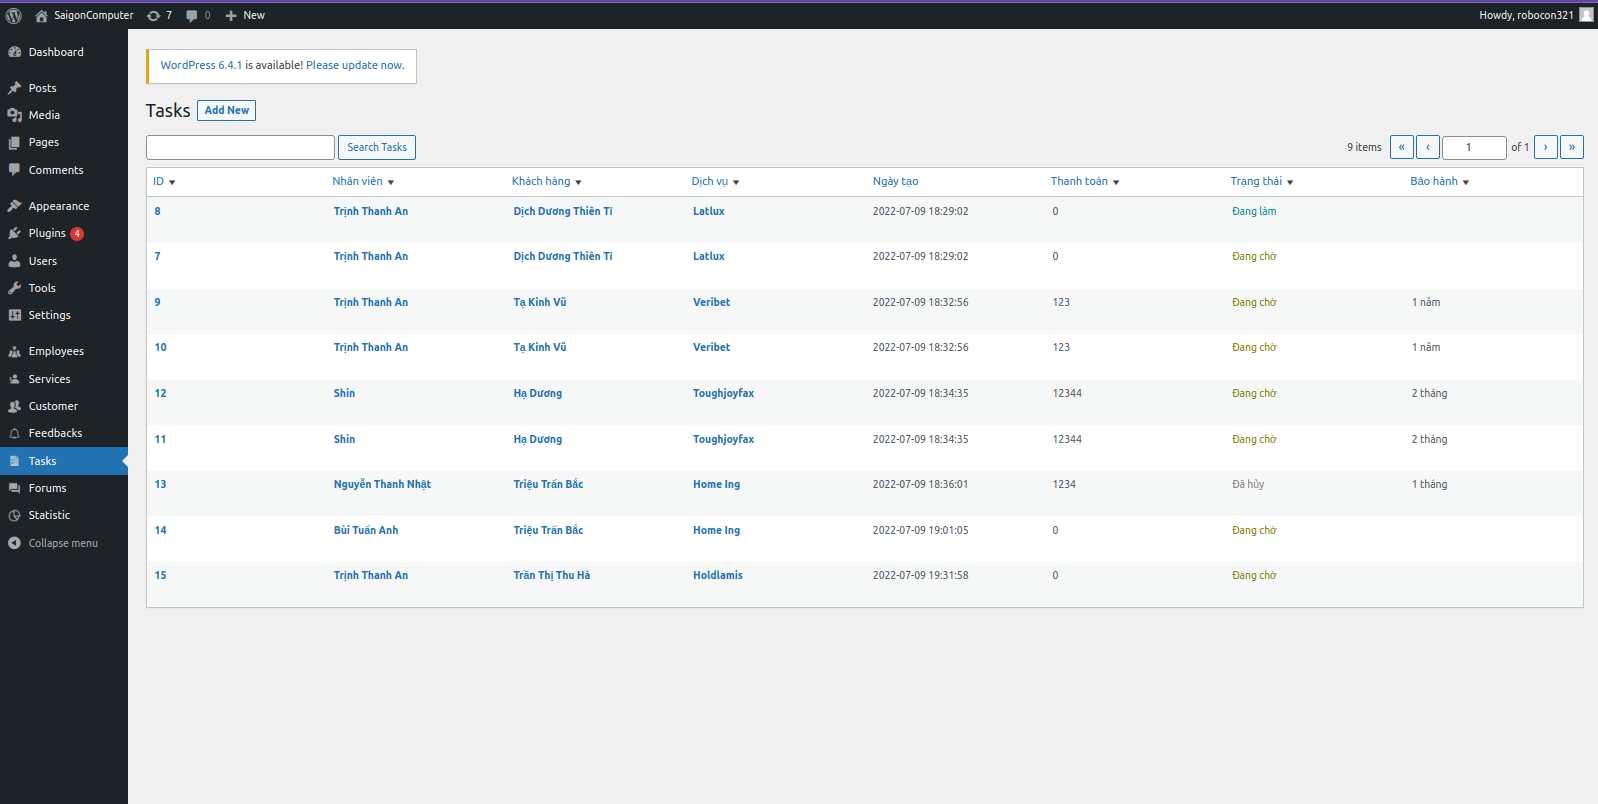 SaigonComputer 7 0 New Howdy, robocon321
Dashboard
Posts
Media
Pages
Comments
Appearance
Plugins 4
Users
Tools
Settings
Employees
Services
Customer
Feedbacks
Tasks
Forums
Statistic
Collapse menu
WordPress 6.4.1 is available! Please update now.
Tasks Add New
Search Tasks 9 items « ‹ 1 of 1 › »
ID Nhân viên Khách hàng Dịch vụ Ngày tạo Thanh toán Trạng thái Bảo hành
8 Trịnh Thanh An Dịch Dương Thiên Tĩ Latlux 2022-07-09 18:29:02 0 Đang làm
7 Trịnh Thanh An Dịch Dương Thiên Tĩ Latlux 2022-07-09 18:29:02 0 Đang chờ
9 Trịnh Thanh An Tạ Kinh Vũ Veribet 2022-07-09 18:32:56 123 Đang chờ 1 năm
10 Trịnh Thanh An Tạ Kinh Vũ Veribet 2022-07-09 18:32:56 123 Đang chờ 1 năm
12 Shin Hạ Dương Toughjoyfax 2022-07-09 18:34:35 12344 Đang chờ 2 tháng
11 Shin Hạ Dương Toughjoyfax 2022-07-09 18:34:35 12344 Đang chờ 2 tháng
13 Nguyễn Thanh Nhật Triệu Trấn Bắc Home Ing 2022-07-09 18:36:01 1234 Đã hủy 1 tháng
14 Bùi Tuấn Anh Triệu Trấn Bắc Home Ing 2022-07-09 19:01:05 0 Đang chờ
15 Trịnh Thanh An Trần Thị Thu Hà Holdlamis 2022-07-09 19:31:58 0 Đang chờ